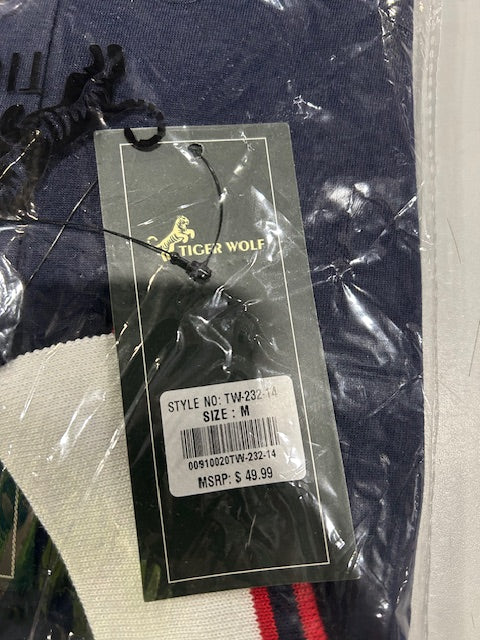 TIGER WOLF
STYLE NO: TW-232-14
SIZE : M
00910020TW-232-14
MSRP: $ 49.99